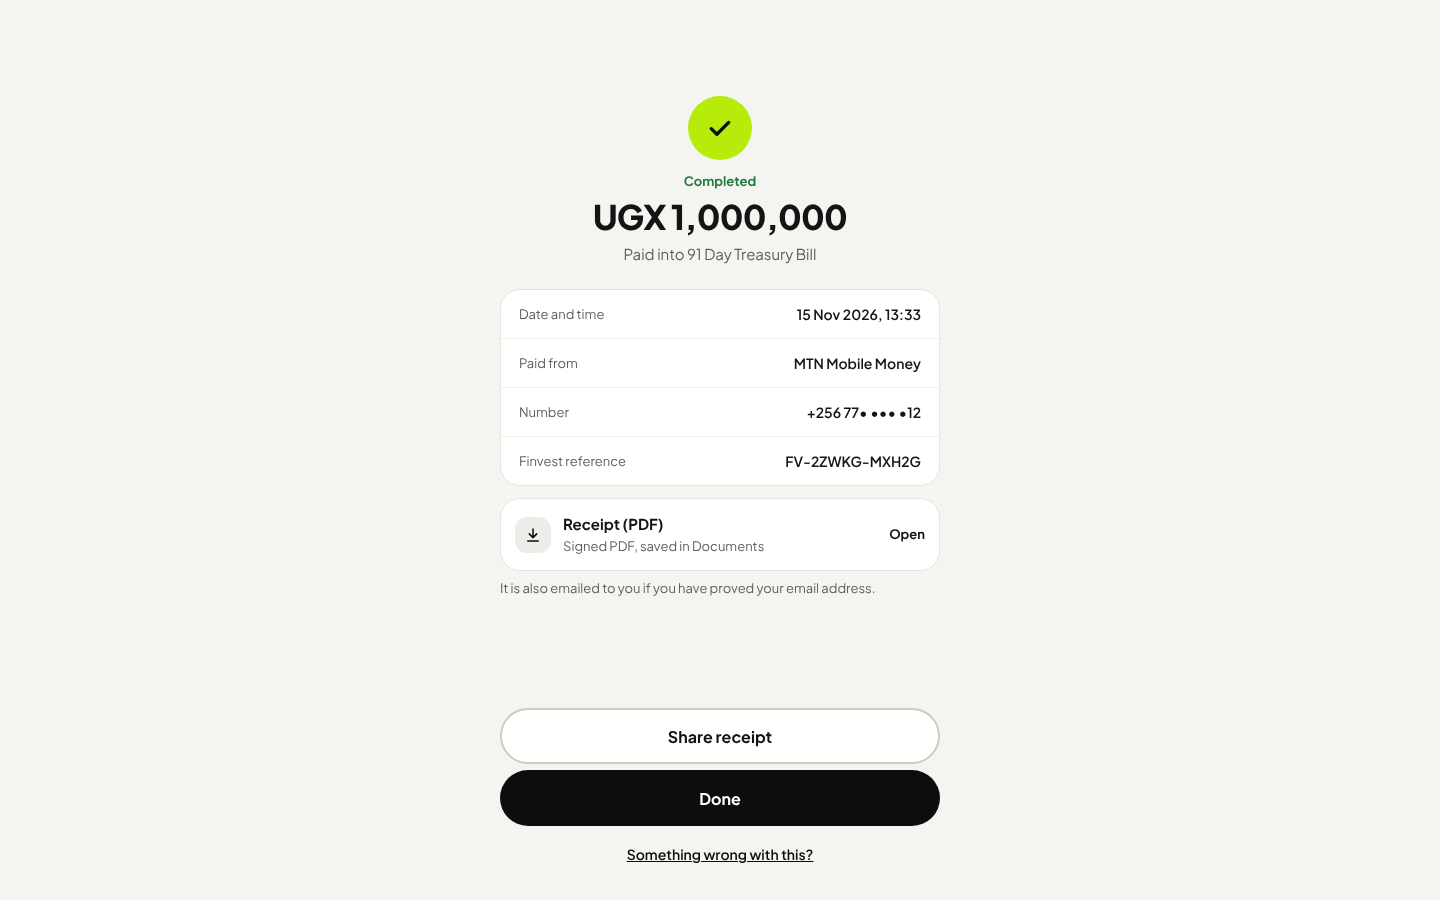 Completed
UGX 1,000,000
Paid into 91 Day Treasury Bill
Date and time 15 Nov 2026, 13:33
Paid from MTN Mobile Money
Number +256 77• ••• •12
Finvest reference FV-2ZWKG-MXH2G
Receipt (PDF)
Signed PDF, saved in Documents
Open
It is also emailed to you if you have proved your email address.
Share receipt
Done
Something wrong with this?